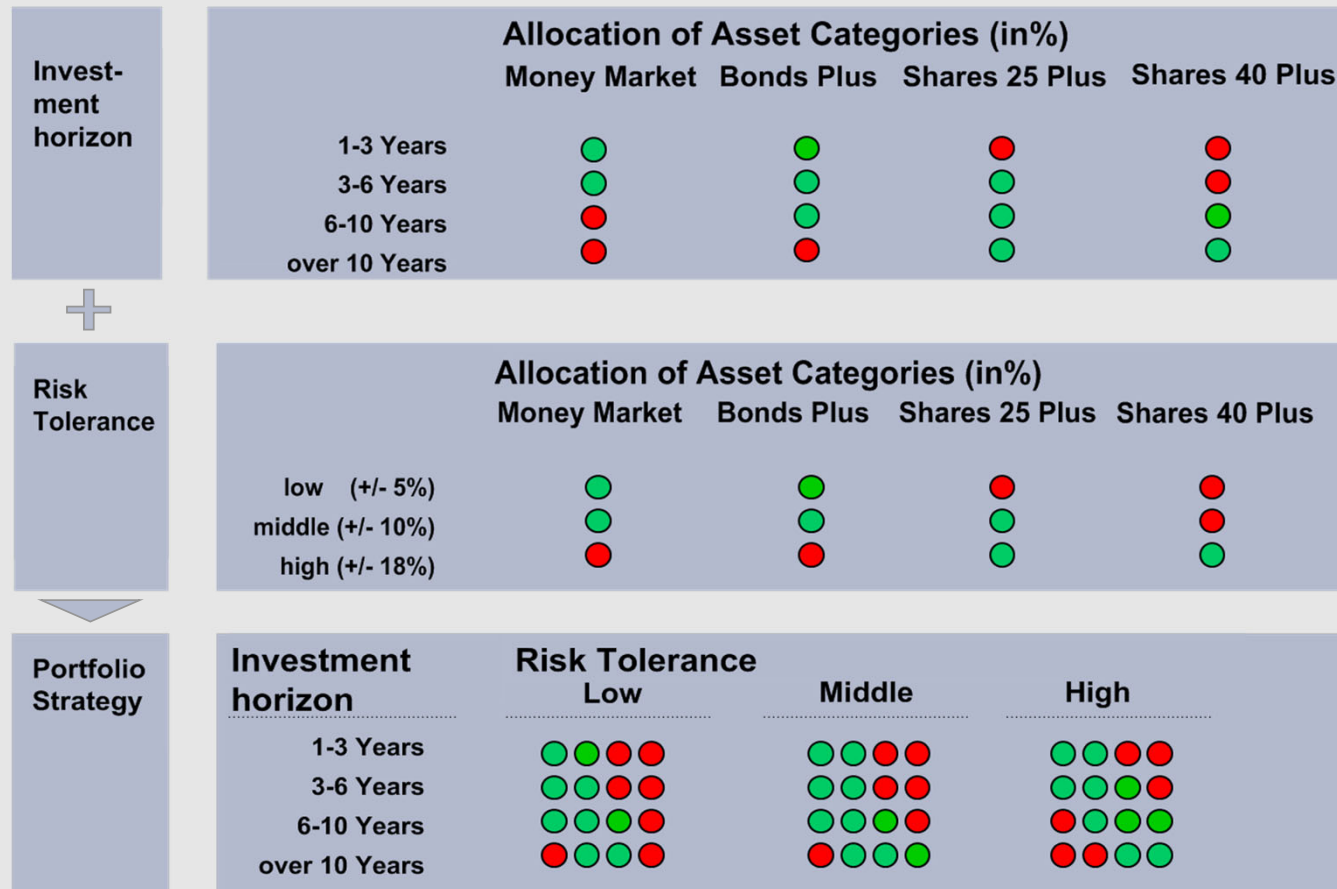 Invest-
ment
horizon
Allocation of Asset Categories (in%)
Money Market Bonds Plus Shares 25 Plus Shares 40 Plus
1-3 Years
3-6 Years
6-10 Years
over 10 Years
Risk
Tolerance
Allocation of Asset Categories (in%)
Money Market Bonds Plus Shares 25 Plus Shares 40 Plus
low (+/- 5%)
middle (+/- 10%)
high (+/- 18%)
Portfolio
Strategy
Investment
horizon
Risk Tolerance
Low Middle High
1-3 Years
3-6 Years
6-10 Years
over 10 Years